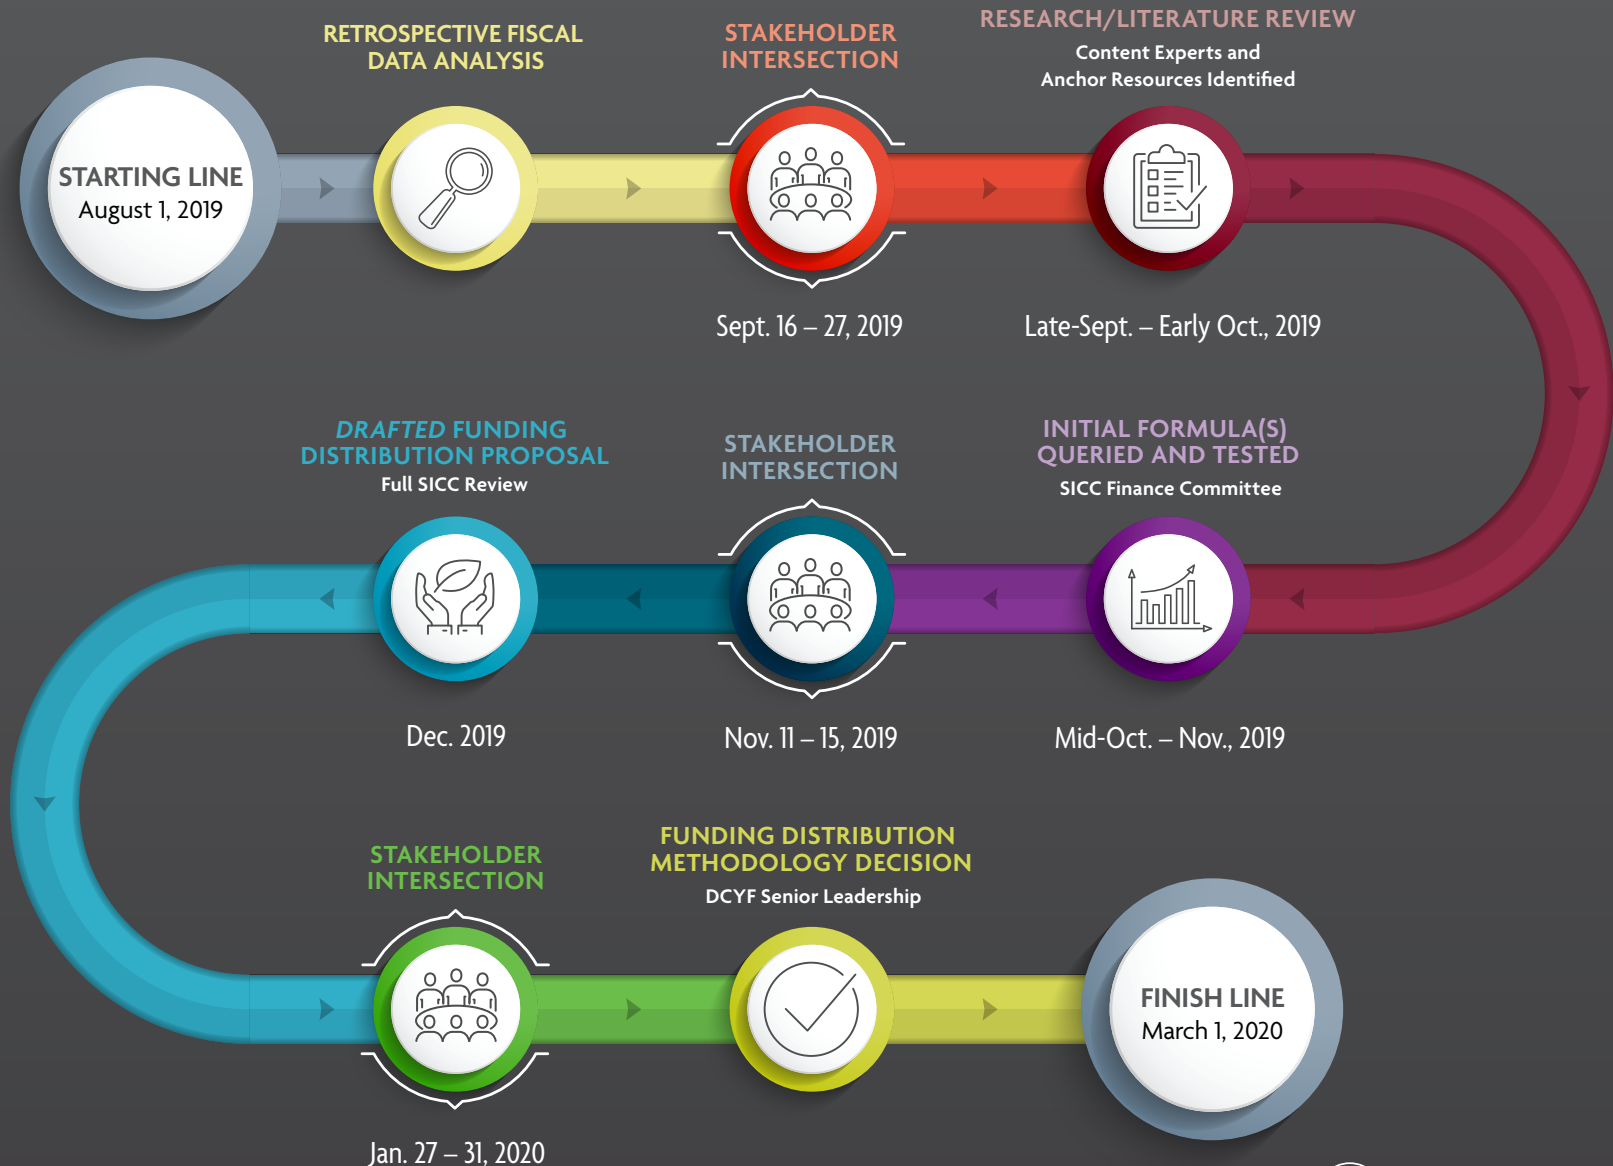 STARTING LINE
August 1, 2019
RETROSPECTIVE FISCAL
DATA ANALYSIS
STAKEHOLDER
INTERSECTION
Sept. 16 – 27, 2019
RESEARCH/LITERATURE REVIEW
Content Experts and
Anchor Resources Identified
Late-Sept. – Early Oct., 2019
INITIAL FORMULA(S)
QUERIED AND TESTED
SICC Finance Committee
Mid-Oct. – Nov., 2019
STAKEHOLDER
INTERSECTION
Nov. 11 – 15, 2019
DRAFTED FUNDING
DISTRIBUTION PROPOSAL
Full SICC Review
Dec. 2019
STAKEHOLDER
INTERSECTION
Jan. 27 – 31, 2020
FUNDING DISTRIBUTION
METHODOLOGY DECISION
DCYF Senior Leadership
FINISH LINE
March 1, 2020